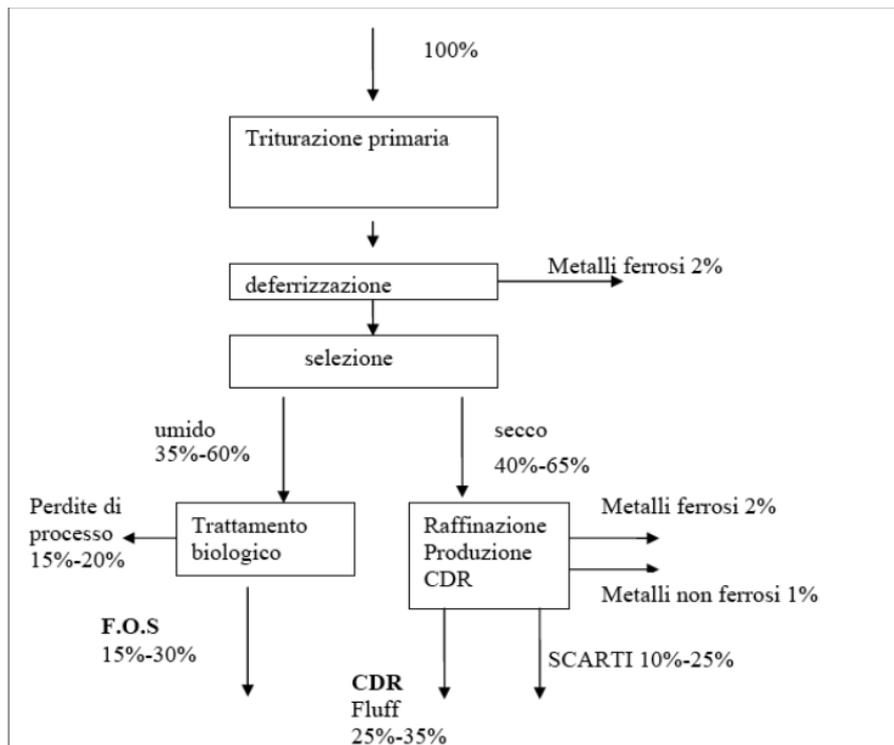 100%
Triturazione primaria
Metalli ferrosi 2%
deferrizzazione
selezione
umido
35%-60%
secco
40%-65%
Perdite di
processo
15%-20%
Trattamento
biologico
Raffinazione
Produzione
CDR
Metalli ferrosi 2%
Metalli non ferrosi 1%
F.O.S
15%-30%
CDR
Fluff
25%-35%
SCARTI 10%-25%